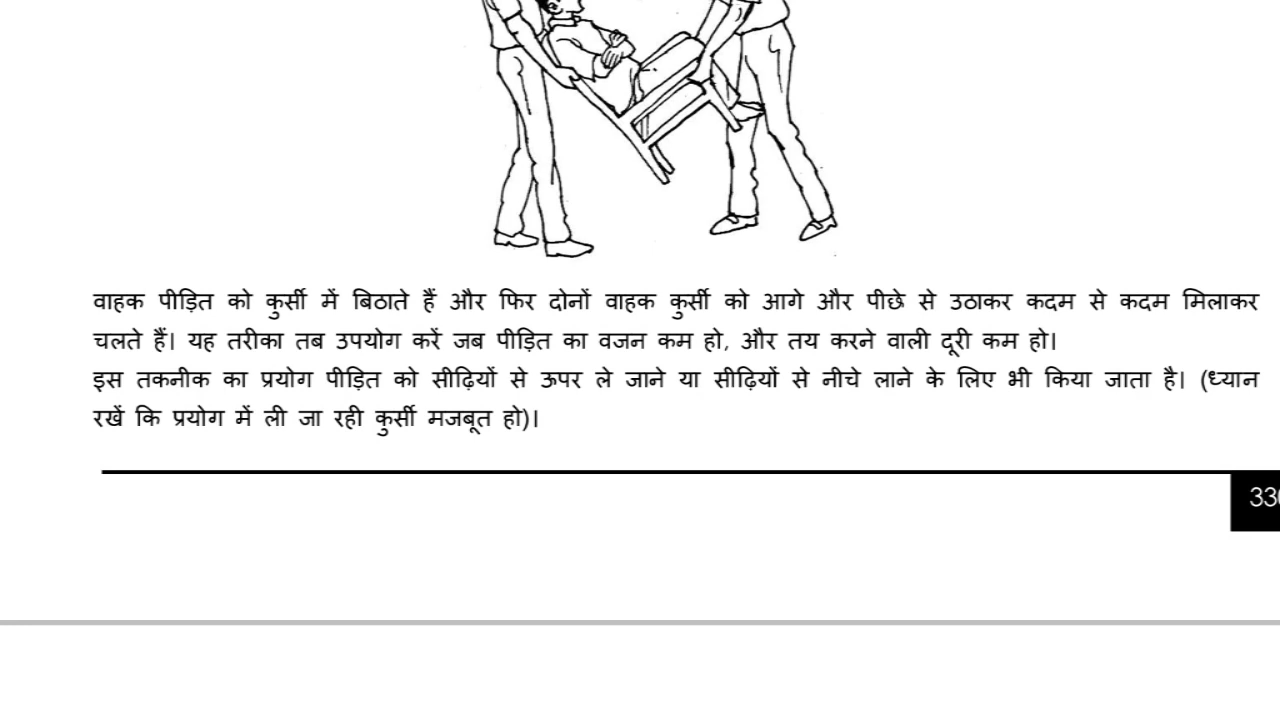 वाहक पीड़ित को कुर्सी में बिठाते हैं और फिर दोनों वाहक कुर्सी को आगे और पीछे से उठाकर कदम से कदम मिलाकर
चलते हैं। यह तरीका तब उपयोग करें जब पीड़ित का वजन कम हो, और तय करने वाली दूरी कम हो।
इस तकनीक का प्रयोग पीड़ित को सीढ़ियों से ऊपर ले जाने या सीढ़ियों से नीचे लाने के लिए भी किया जाता है। (ध्यान
रखें कि प्रयोग में ली जा रही कुर्सी मजबूत हो)।